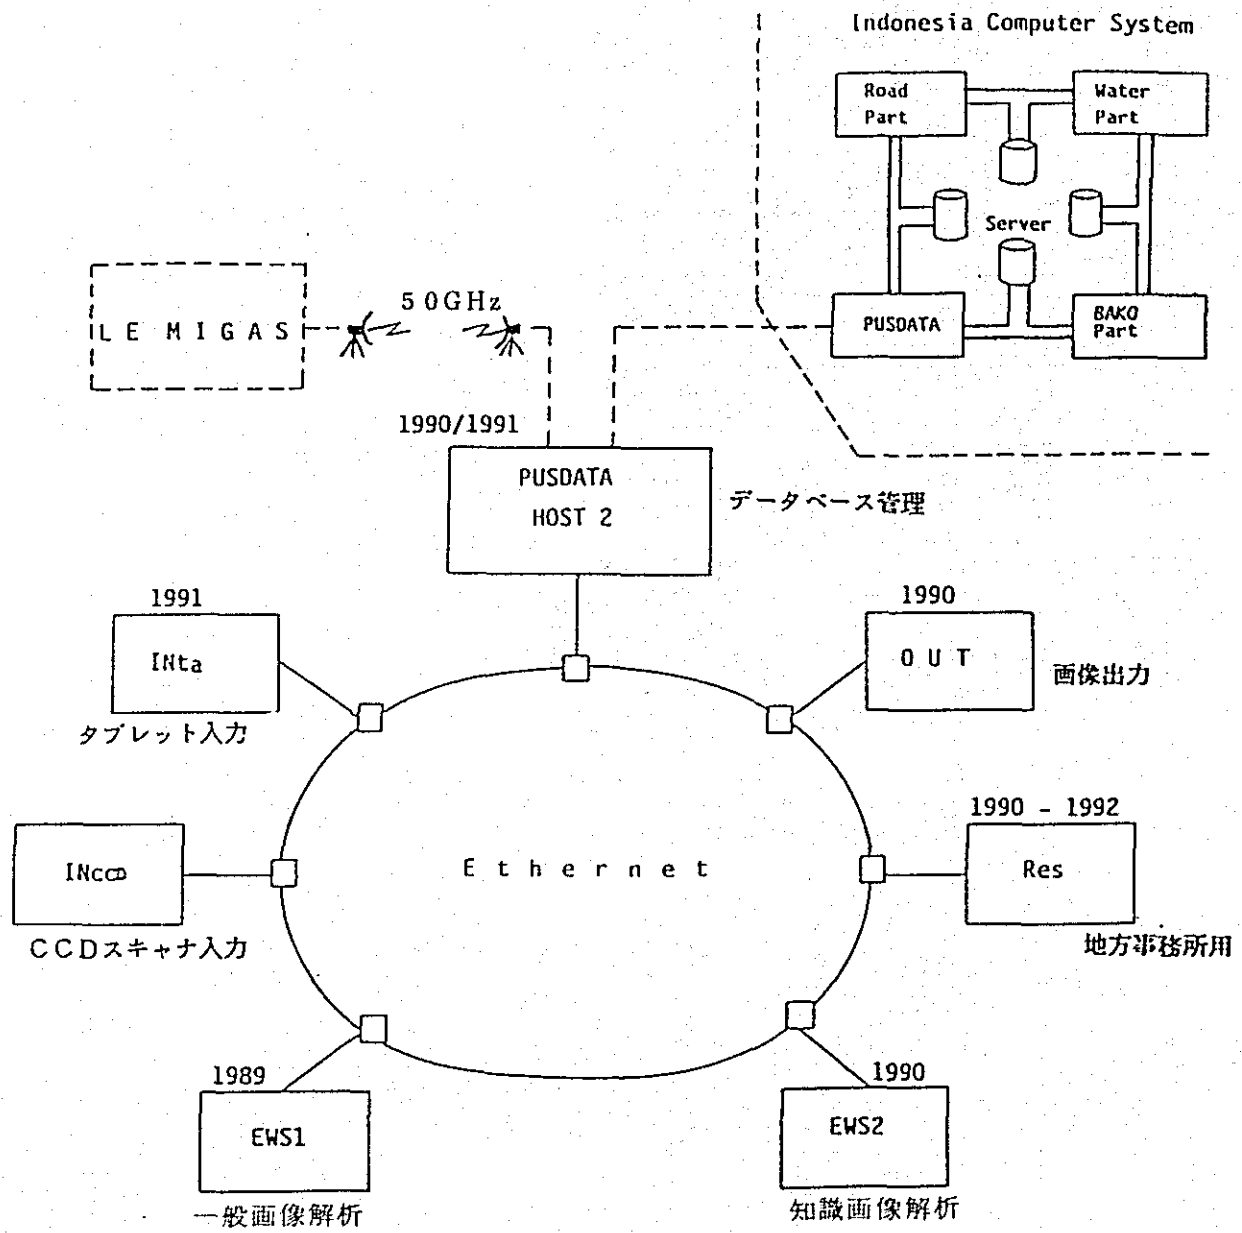 Indonesia Computer System
Road
Part
Water
Part
Server
PUSDATA
BAKO
Part
LEMIGAS
50GHz
1990/1991
PUSDATA
HOST 2
データベース管理
1991
INta
タブレット入力
1990
OUT
画像出力
INCCD
CCDスキャナ入力
Ethernet
1990 - 1992
Res
地方事務所用
1989
EWS1
一般画像解析
1990
EWS2
知識画像解析